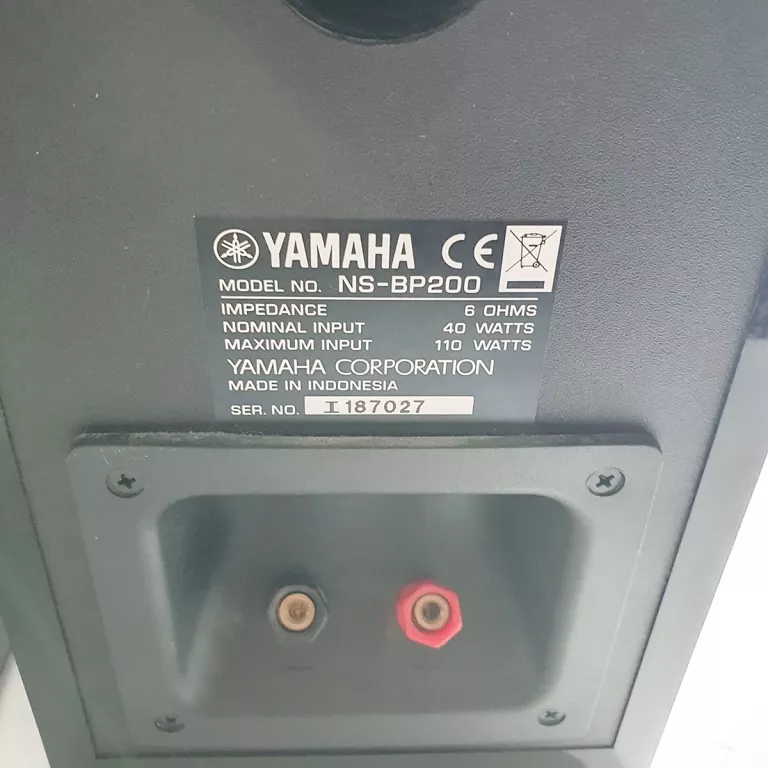 YAMAHA CE
MODEL NO. NS-BP200
IMPEDANCE 6 OHMS
NOMINAL INPUT 40 WATTS
MAXIMUM INPUT 110 WATTS
YAMAHA CORPORATION
MADE IN INDONESIA
SER. NO. I187027